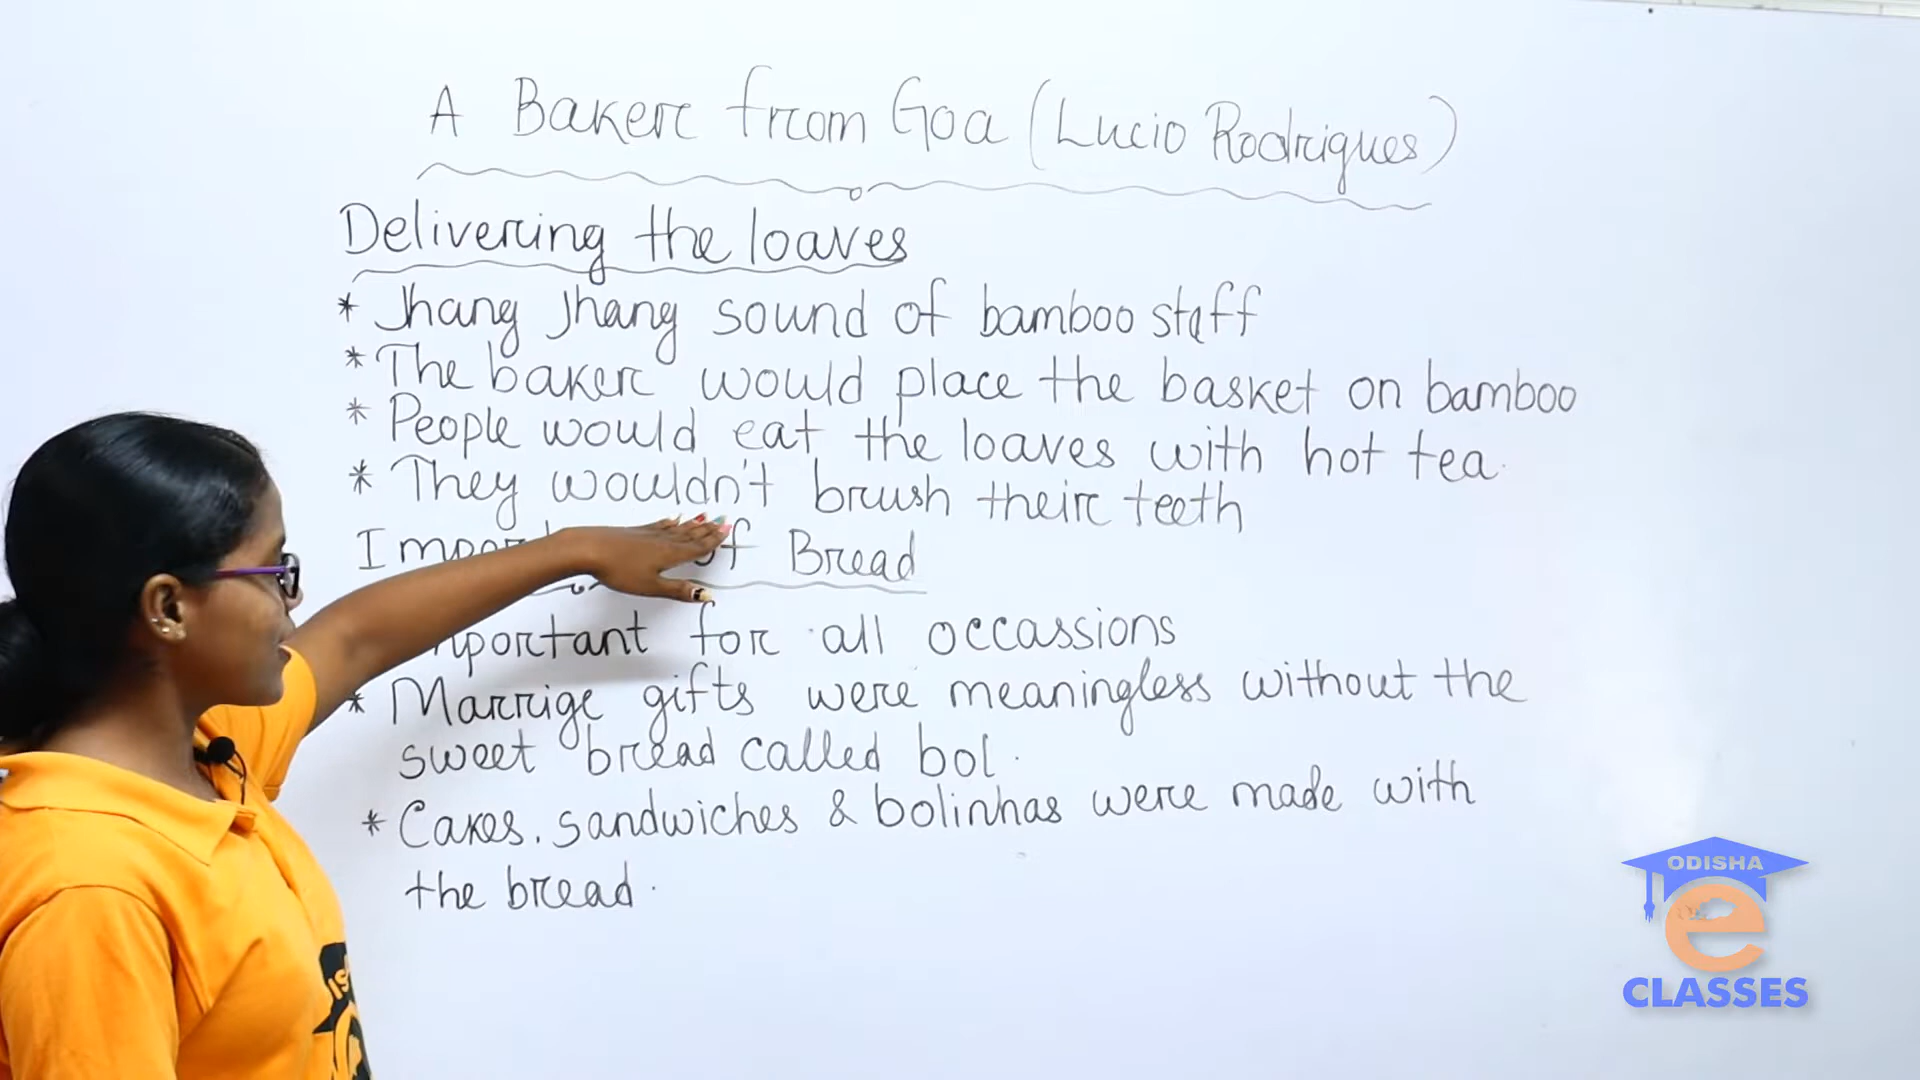 A Baker from Goa (Lucio Rodrigues)
Delivering the loaves
* Jhang Jhang sound of bamboo staff
* The baker would place the basket on bamboo
* People would eat the loaves with hot tea.
* They wouldn't brush their teeth
of Bread
for all occassions
* Marrige gifts were meaningless without the
sweet bread called bol.
* Cakes, sandwiches & bolinhas were made with
the bread.
ODISHA
e
CLASSES